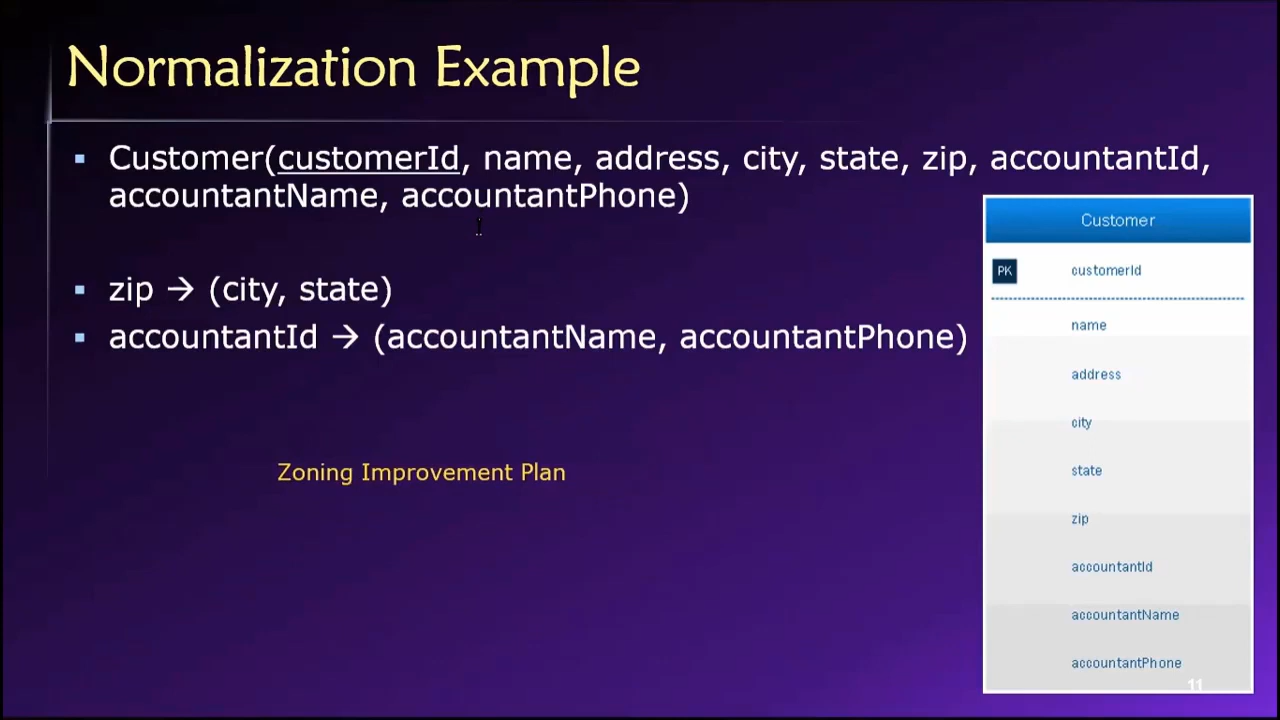 Normalization Example
▪ Customer(customerId, name, address, city, state, zip, accountantId,
accountantName, accountantPhone)
▪ zip → (city, state)
▪ accountantId → (accountantName, accountantPhone)
Zoning Improvement Plan
Customer
PK customerId
name
address
city
state
zip
accountantId
accountantName
accountantPhone
11